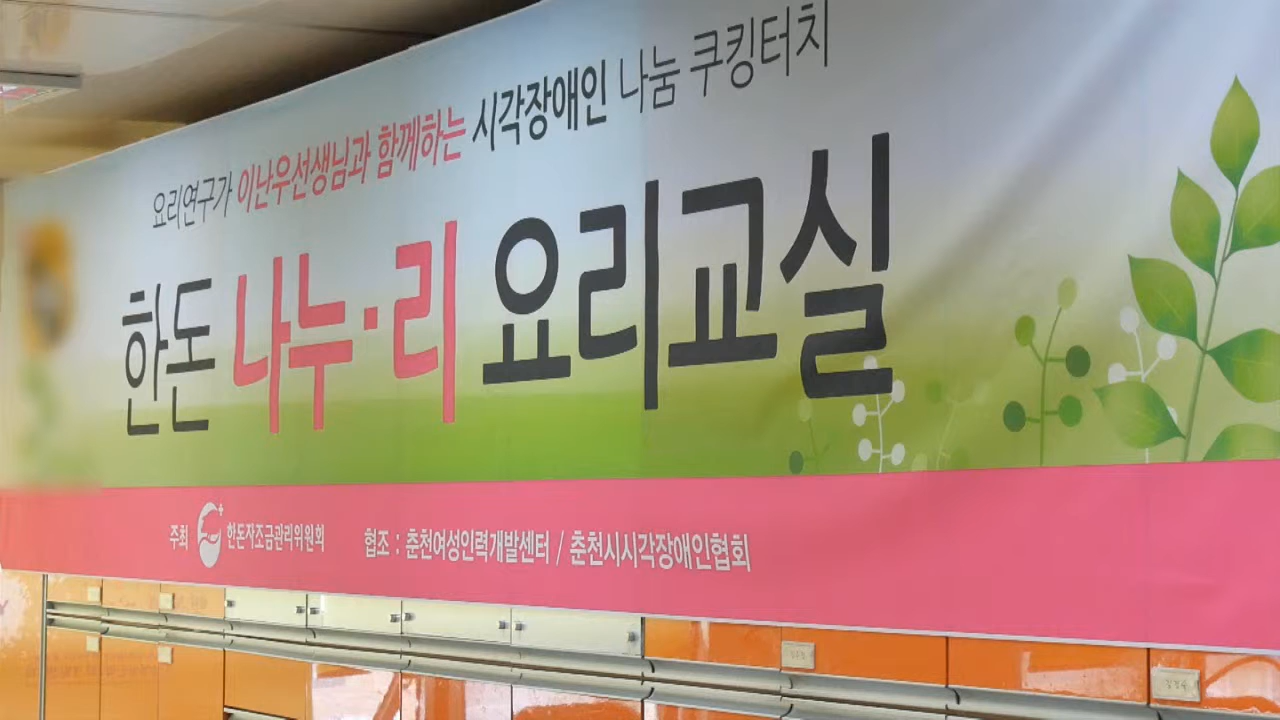 요리연구가 이난우선생님과 함께하는 시각장애인 나눔 쿠킹터치
한돈 나누·리 요리교실
주최 한돈자조금관리위원회 협조 : 춘천여성인력개발센터 / 춘천시시각장애인협회